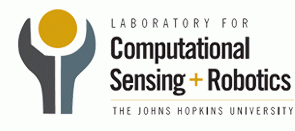 LABORATORY FOR
Computational
Sensing + Robotics
THE JOHNS HOPKINS UNIVERSITY